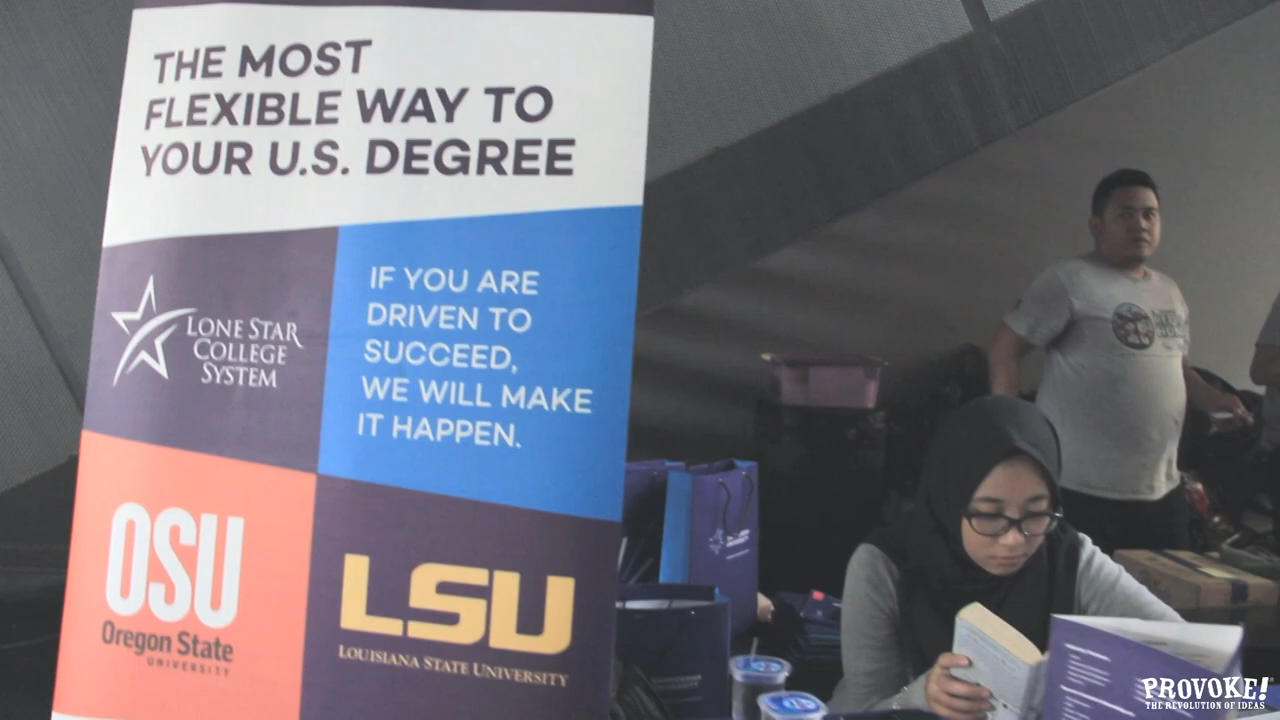 THE MOST
FLEXIBLE WAY TO
YOUR U.S. DEGREE
LONE STAR
COLLEGE
SYSTEM
IF YOU ARE
DRIVEN TO
SUCCEED,
WE WILL MAKE
IT HAPPEN.
OSU
Oregon State
UNIVERSITY
LSU
LOUISIANA STATE UNIVERSITY
PROVOKE!
THE REVOLUTION OF IDEAS